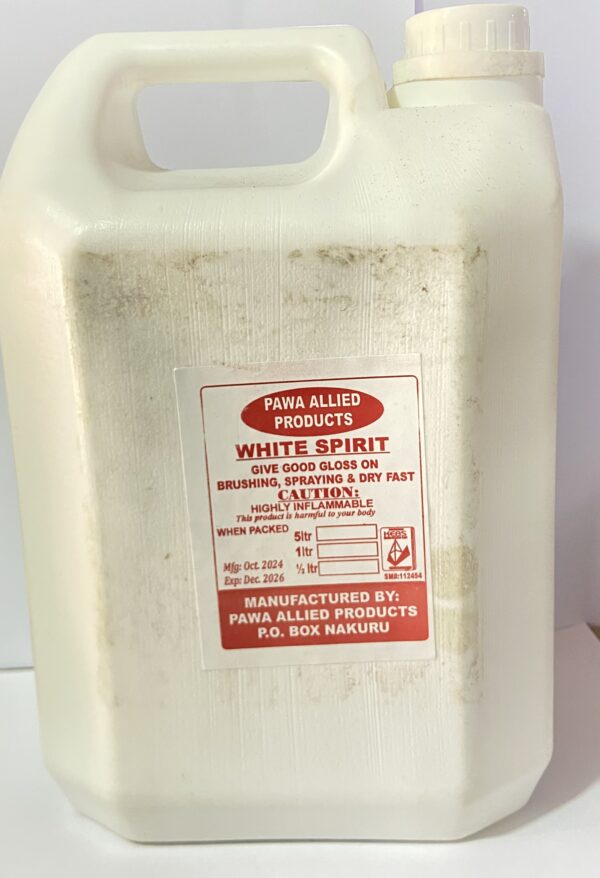 PAWA ALLIED
PRODUCTS
WHITE SPIRIT
GIVE GOOD GLOSS ON
BRUSHING, SPRAYING & DRY FAST
CAUTION:
HIGHLY INFLAMMABLE
This product is harmful to your body
WHEN PACKED
5ltr
1ltr
½ ltr
Mfg: Oct. 2024
Exp: Dec. 2026
KEBS
SM#:112454
MANUFACTURED BY:
PAWA ALLIED PRODUCTS
P.O. BOX NAKURU